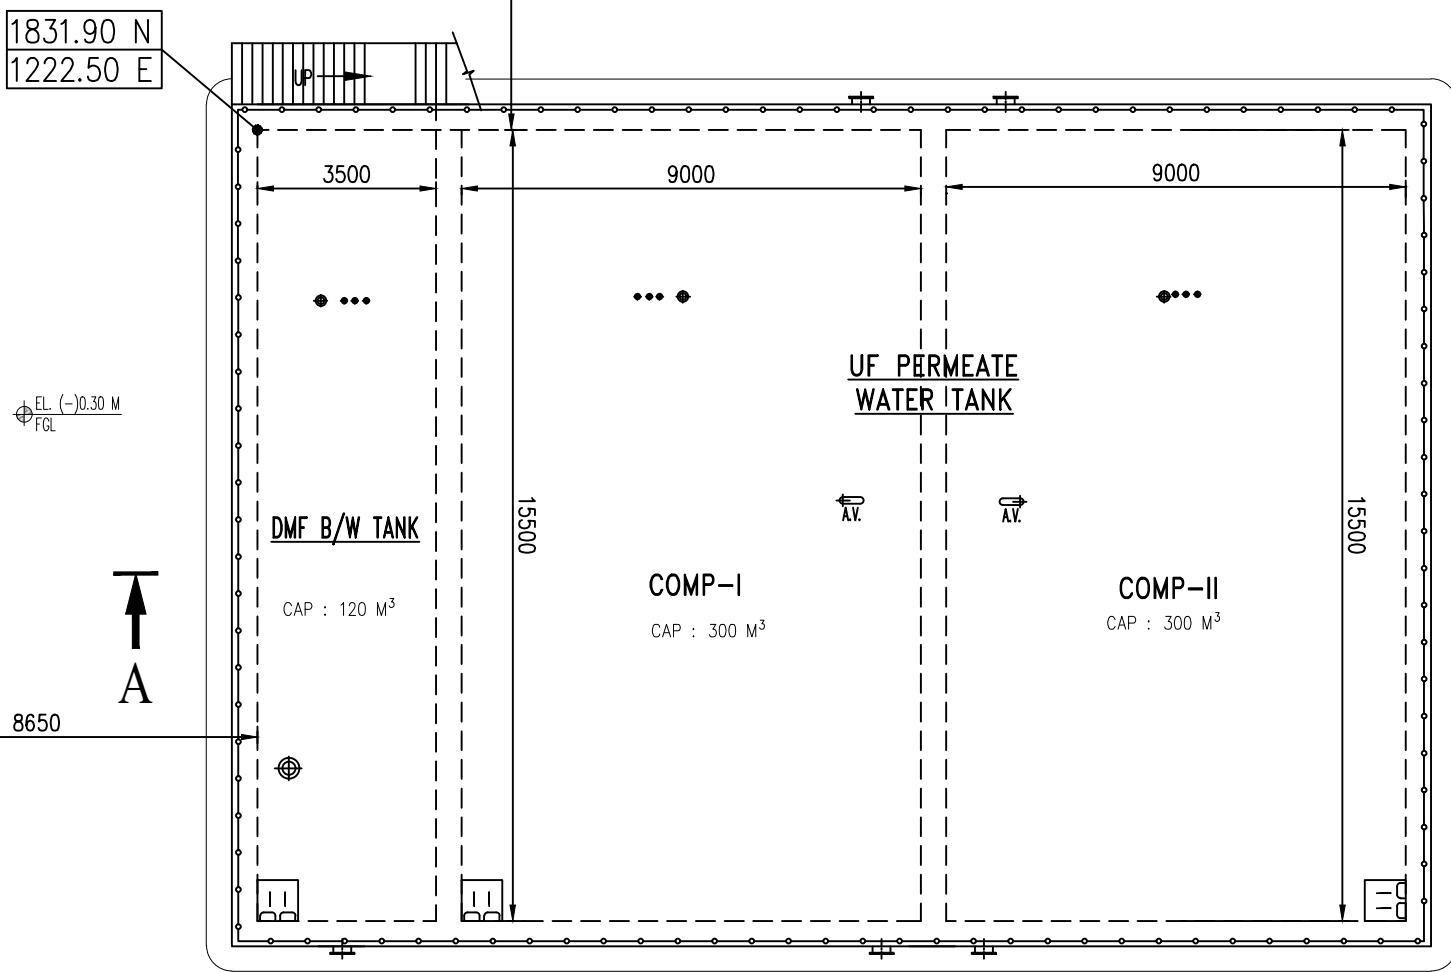 1831.90 N
1222.50 E
UP
3500
9000
9000
UF PERMEATE
WATER TANK
EL. (-)0.30 M
FGL
15500
15500
A.V.
A.V.
DMF B/W TANK
COMP-I
COMP-II
CAP : 120 M³
CAP : 300 M³
CAP : 300 M³
A
8650